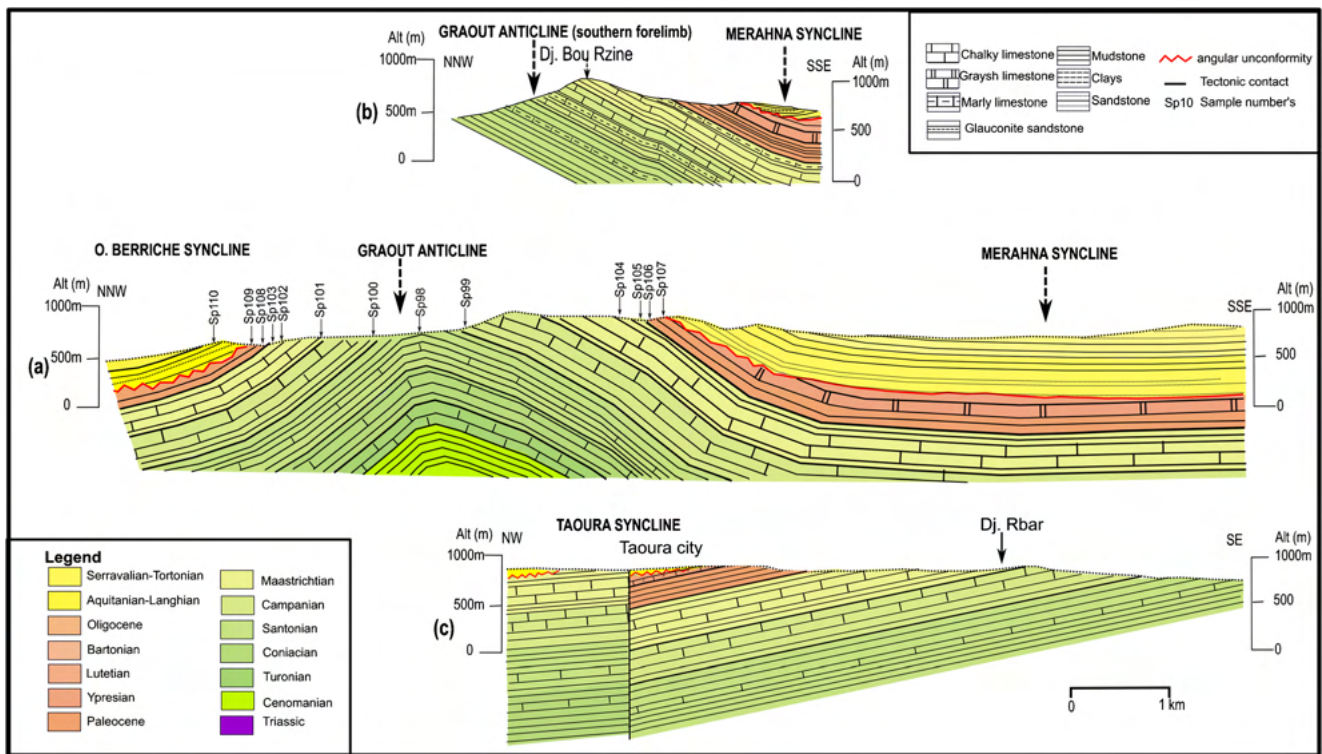 GRAOUT ANTICLINE (southern forelimb)
MERAHNA SYNCLINE
Alt (m)
NNW
Dj. Bou Rzine
SSE
Alt (m)
1000m
500m
0
1000m
500
0
(b)
Chalky limestone
Mudstone
angular unconformity
Graysh limestone
Clays
Tectonic contact
Marly limestone
Sandstone
Sp10 Sample number's
Glauconite sandstone
O. BERRICHE SYNCLINE
GRAOUT ANTICLINE
MERAHNA SYNCLINE
Alt (m)
NNW
1000m
500m
0
(a)
Sp110
Sp109
Sp108
Sp103
Sp102
Sp101
Sp100
Sp98
Sp99
Sp104
Sp105
Sp106
Sp107
Alt (m)
SSE
1000m
500
0
TAOURA SYNCLINE
Taoura city
Dj. Rbar
Alt (m)
NW
1000m
500m
0
(c)
SE
Alt (m)
1000m
500
0
0
1 km
Legend
Serravalian-Tortonian
Aquitanian-Langhian
Oligocene
Bartonian
Lutetian
Ypresian
Paleocene
Maastrichtian
Campanian
Santonian
Coniacian
Turonian
Cenomanian
Triassic